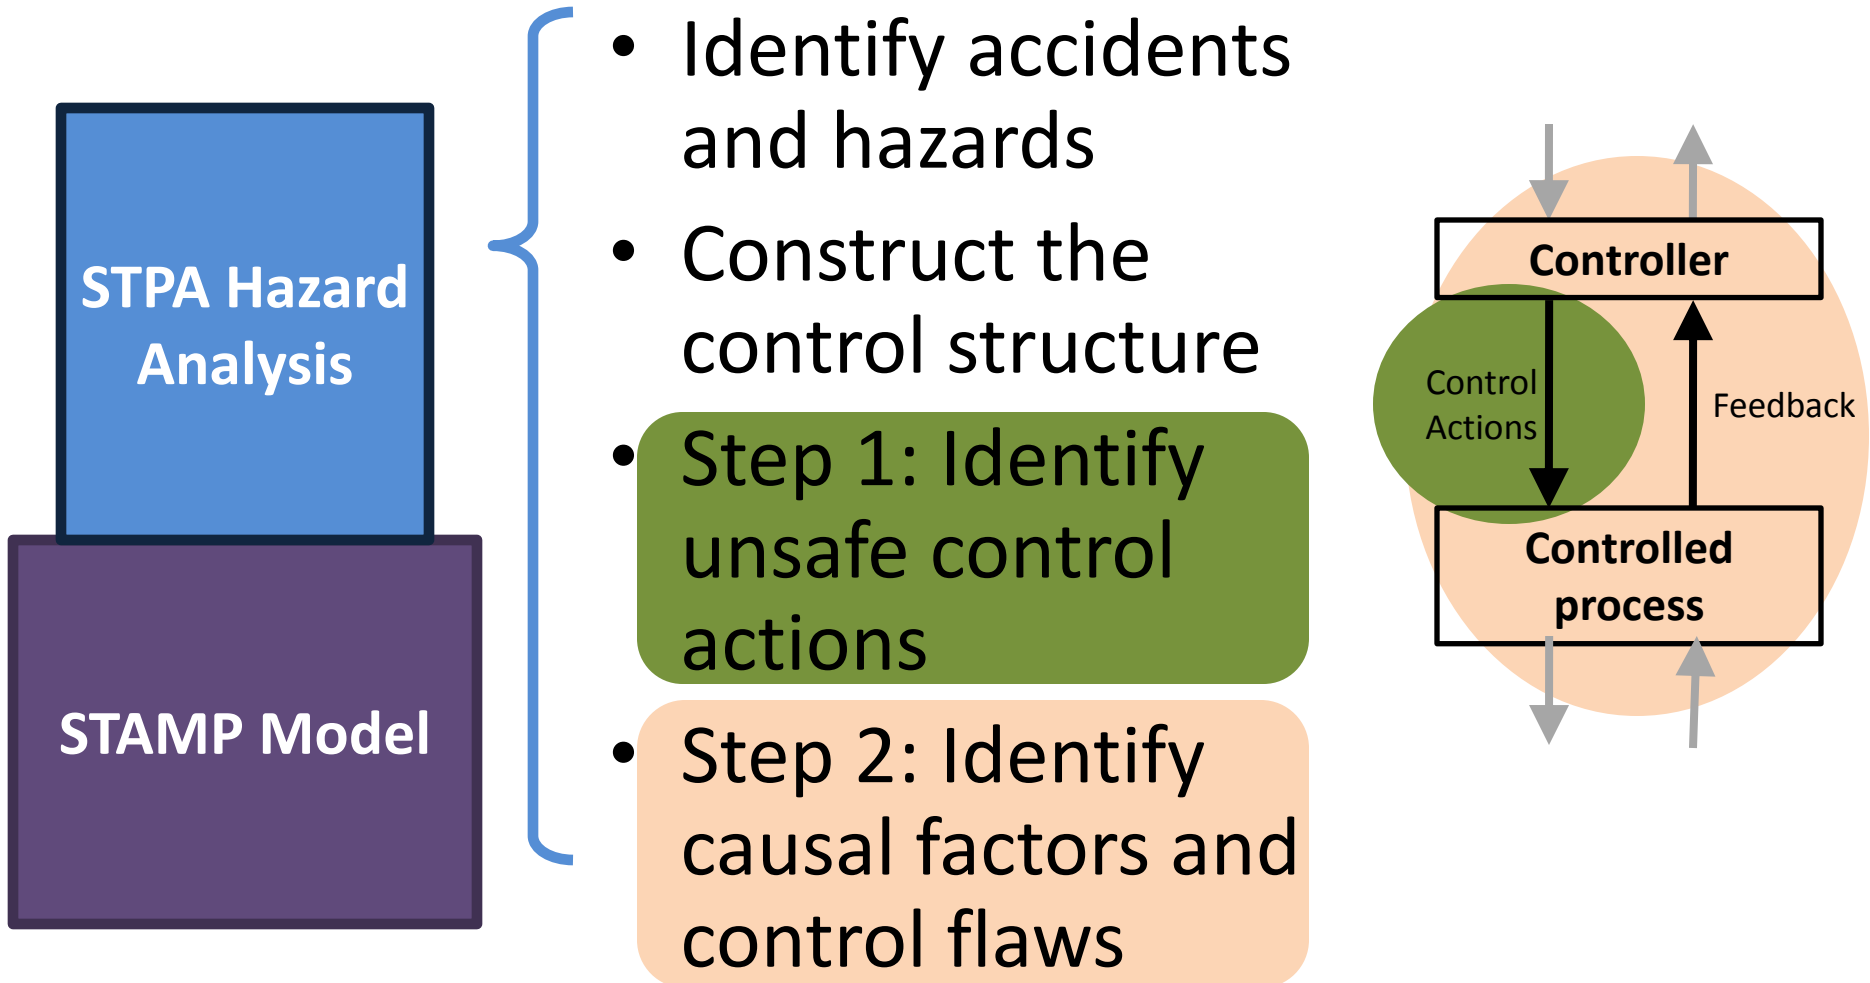 STPA Hazard
Analysis
STAMP Model
• Identify accidents
and hazards
• Construct the
control structure
• Step 1: Identify
unsafe control
actions
• Step 2: Identify
causal factors and
control flaws
Controller
Control
Actions
Feedback
Controlled
process